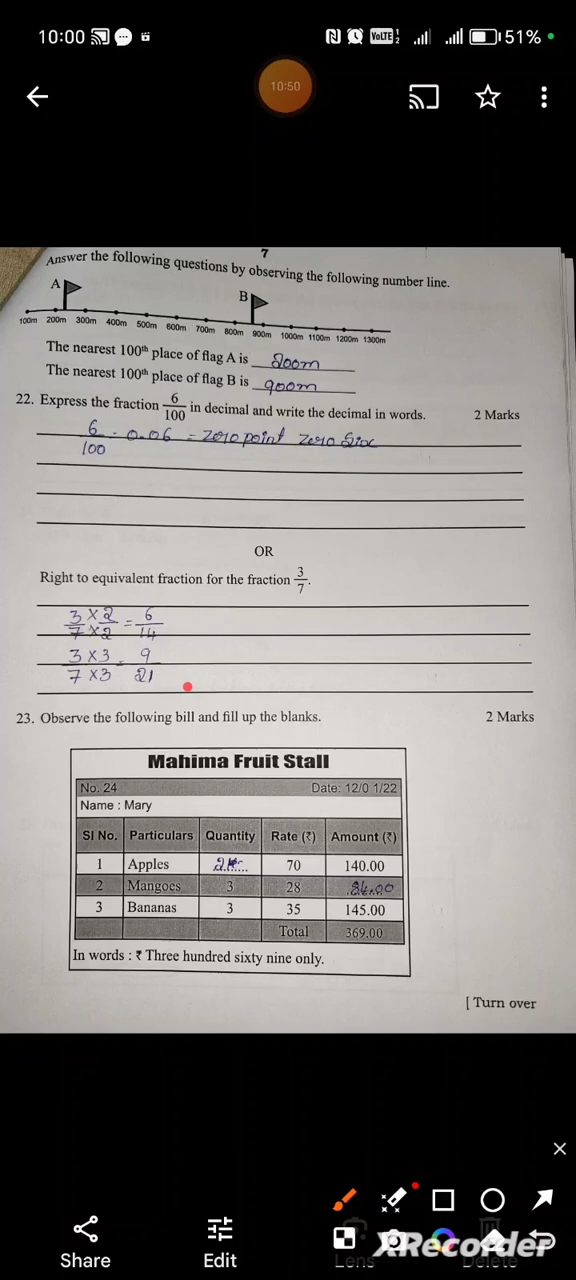 10:00 VoLTE 1 2 51%
10:50
7
Answer the following questions by observing the following number line.
A B
100m 200m 300m 400m 500m 600m 700m 800m 900m 1000m 1100m 1200m 1300m
The nearest 100th place of flag A is 200m
The nearest 100th place of flag B is 900m
22. Express the fraction 6/100 in decimal and write the decimal in words. 2 Marks
6/100 = 0.06 = zero point zero six
OR
Right to equivalent fraction for the fraction 3/7.
3 × 2 / 7 × 2 = 6/14
3 × 3 / 7 × 3 = 9/21
23. Observe the following bill and fill up the blanks. 2 Marks
Mahima Fruit Stall
No. 24 Date: 12/0 1/22
Name : Mary
SI No. Particulars Quantity Rate (₹) Amount (₹)
1 Apples 70 140.00
2 Mangoes 3 28 84.00
3 Bananas 3 35 145.00
Total 369.00
In words : ₹ Three hundred sixty nine only.
[ Turn over
Share Edit Lens Delete
XRecorder